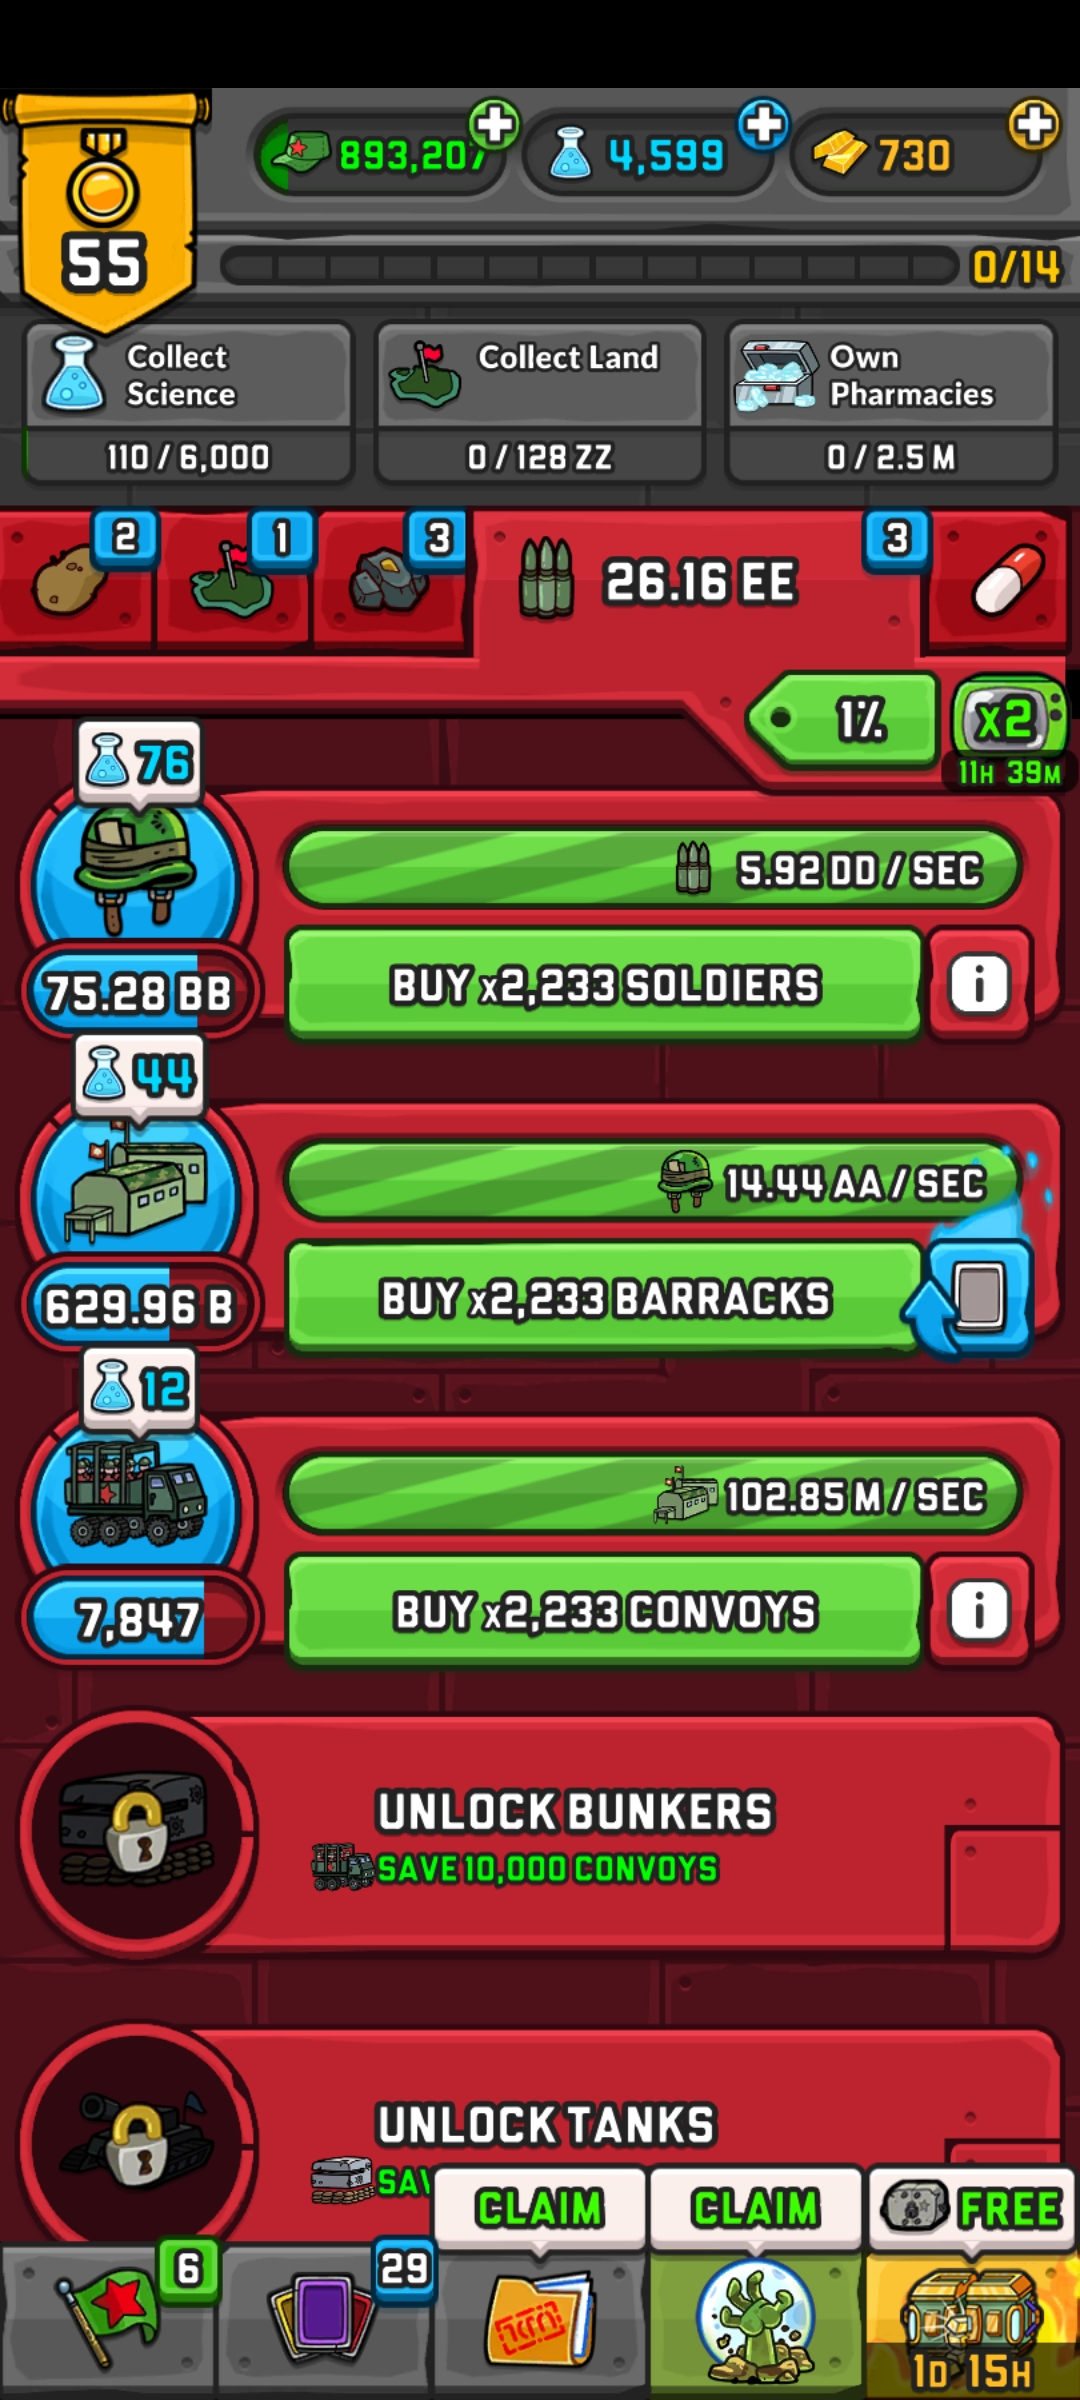 55
893,207
4,599
730
0/14
Collect
Science
110 / 6,000
Collect Land
0 / 128 ZZ
Own
Pharmacies
0 / 2.5 M
2
1
3
26.16 EE
3
1%
x2
11H 39M
76
5.92 DD / SEC
75.28 BB
BUY x2,233 SOLDIERS
i
44
14.44 AA / SEC
629.96 B
BUY x2,233 BARRACKS
12
102.85 M / SEC
7,847
BUY x2,233 CONVOYS
i
UNLOCK BUNKERS
SAVE 10,000 CONVOYS
UNLOCK TANKS
CLAIM
CLAIM
FREE
6
29
1D 15H